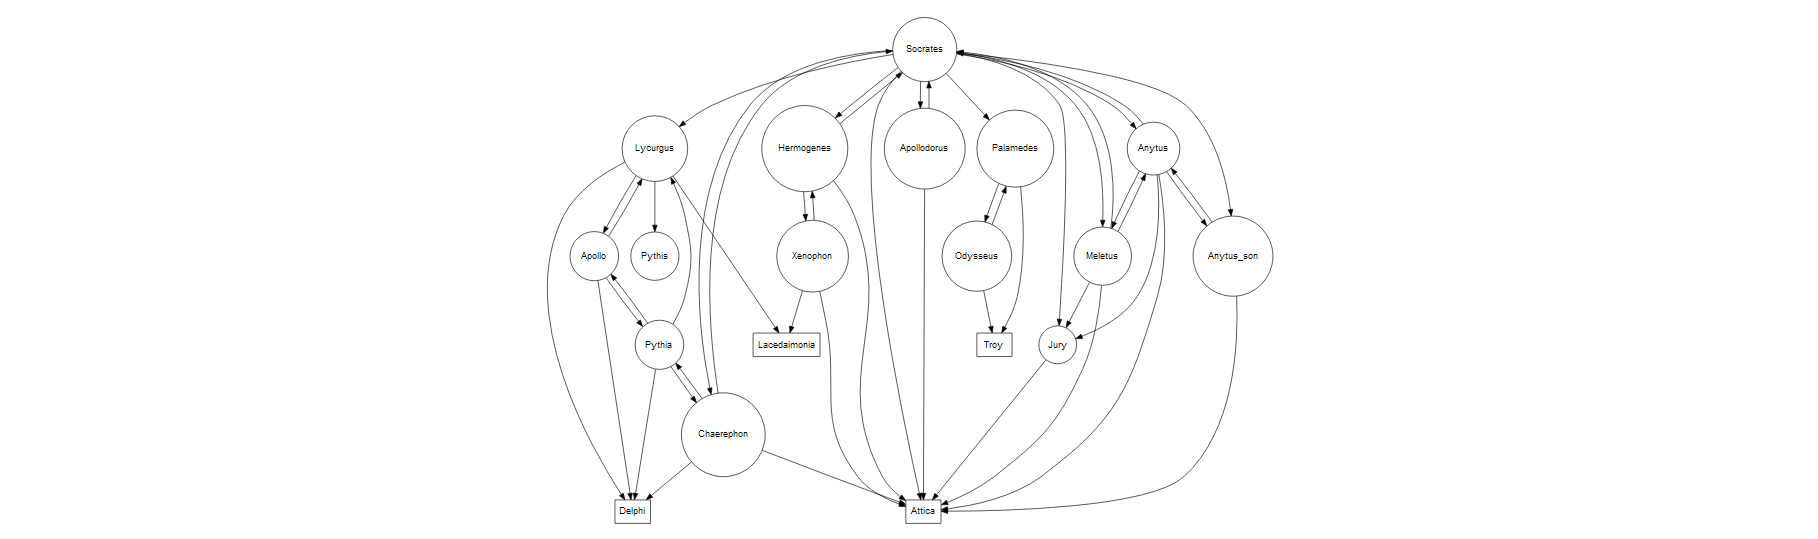 Socrates
Lycurgus
Hermogenes
Apollodorus
Palamedes
Anytus
Apollo
Pythis
Xenophon
Odysseus
Meletus
Anytus_son
Pythia
Lacedaimonia
Troy
Jury
Chaerephon
Delphi
Attica